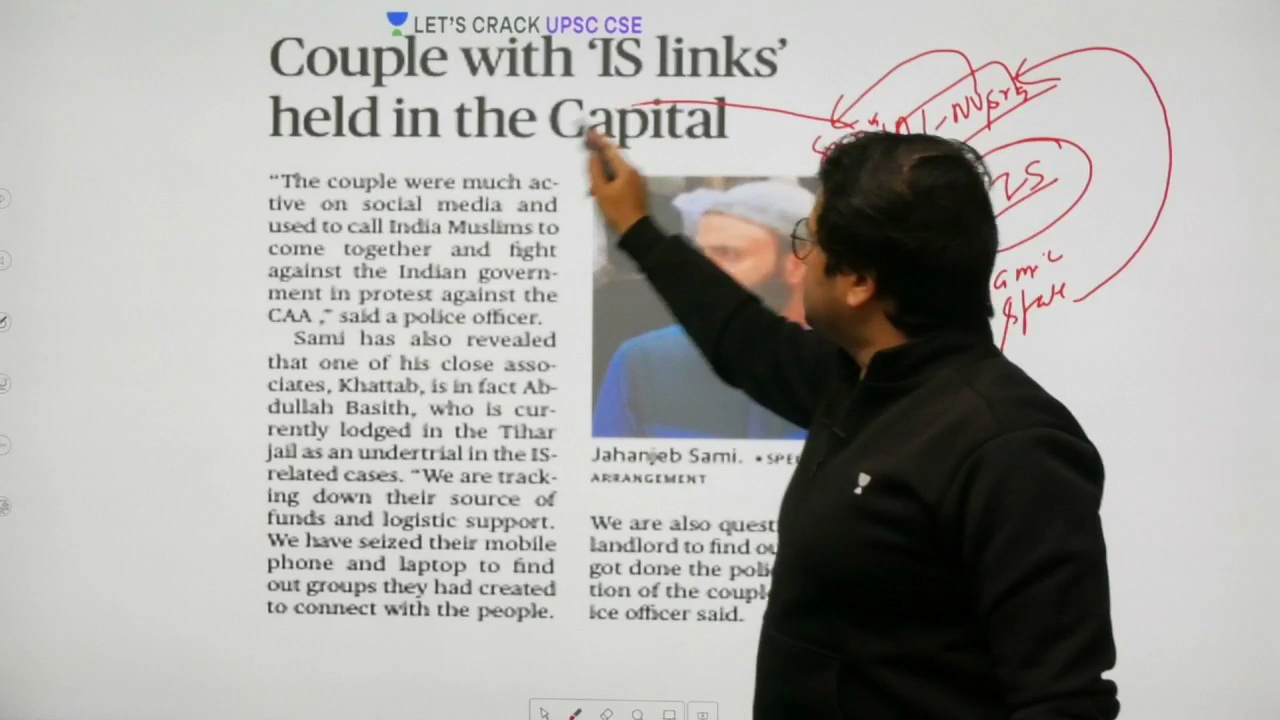 LET'S CRACK UPSC CSE
Couple with ‘IS links’
held in the Capital
“The couple were much ac-
tive on social media and
used to call India Muslims to
come together and fight
against the Indian govern-
ment in protest against the
CAA ,” said a police officer.
Sami has also revealed
that one of his close asso-
ciates, Khattab, is in fact Ab-
dullah Basith, who is cur-
rently lodged in the Tihar
jail as an undertrial in the IS-
related cases. “We are track-
ing down their source of
funds and logistic support.
We have seized their mobile
phone and laptop to find
out groups they had created
to connect with the people.
Jahanjeb Sami. •SPE
ARRANGEMENT
We are also quest
landlord to find ou
got done the poli
tion of the coupl
ice officer said.
IS
amic
State